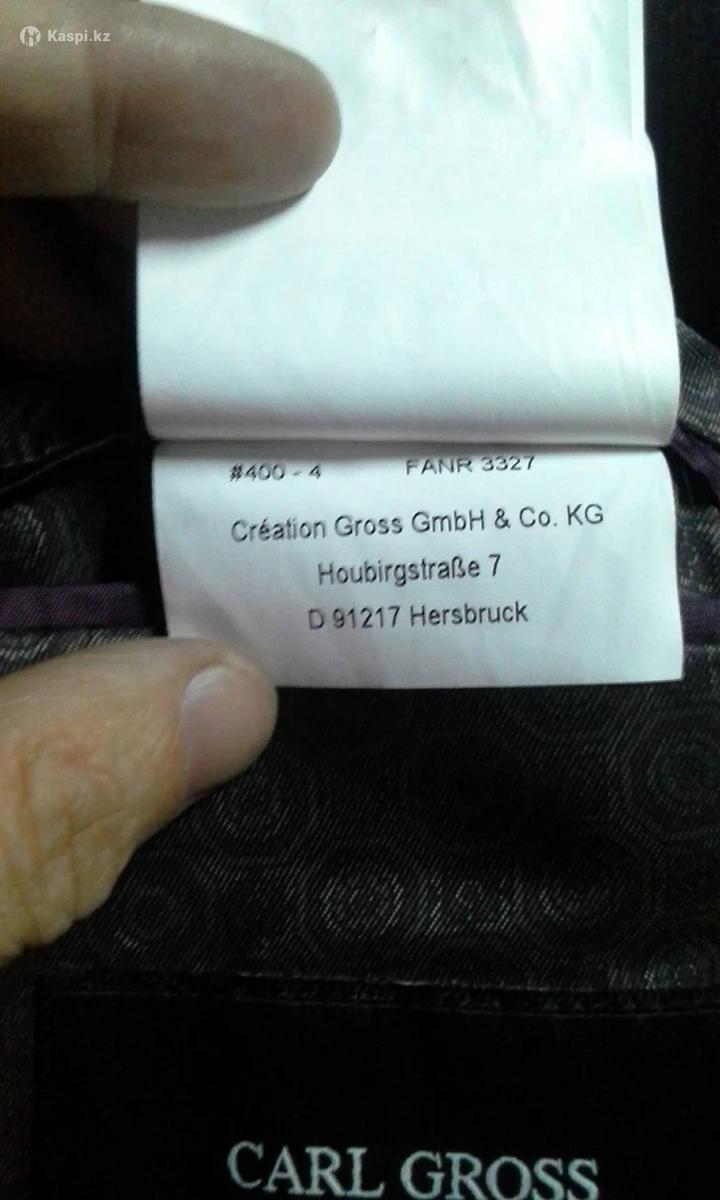 Kaspi.kz
#400 - 4 FANR 3327
Création Gross GmbH & Co. KG
Houbirgstraße 7
D 91217 Hersbruck
CARL GROSS